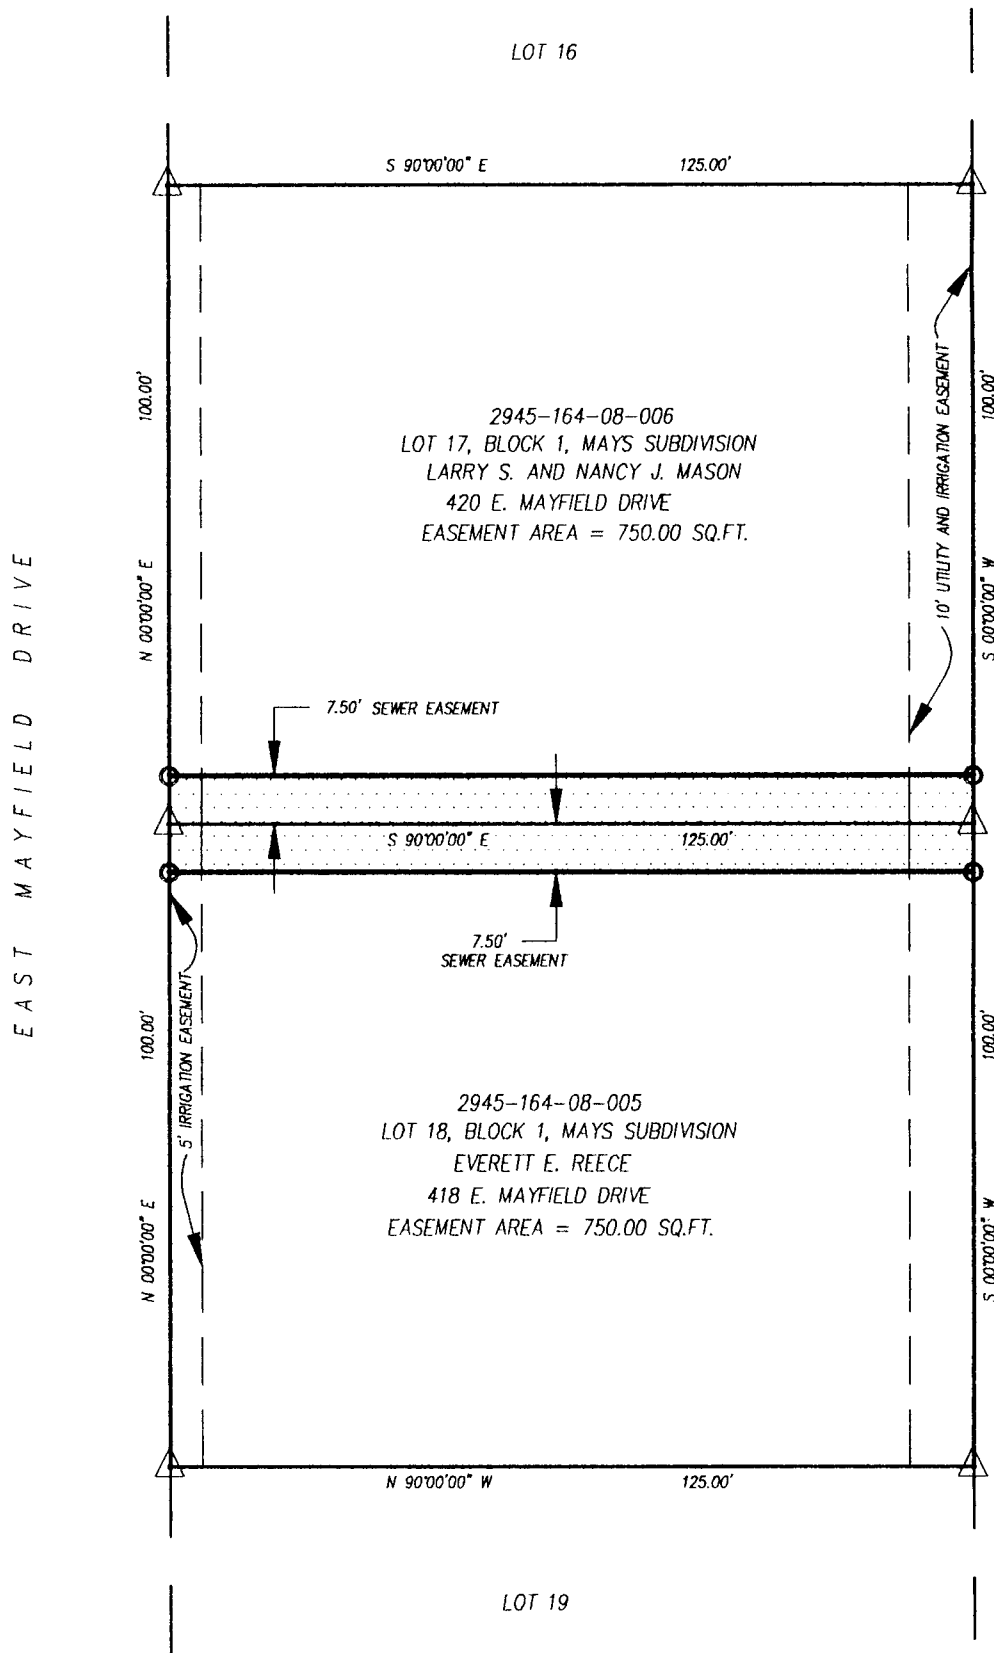 LOT 16
S 90°00'00" E 125.00'
100.00'
N 00°00'00" E
100.00'
S 00°00'00" W
10' UTILITY AND IRRIGATION EASEMENT
2945-164-08-006
LOT 17, BLOCK 1, MAYS SUBDIVISION
LARRY S. AND NANCY J. MASON
420 E. MAYFIELD DRIVE
EASEMENT AREA = 750.00 SQ.FT.
EAST MAYFIELD DRIVE
7.50' SEWER EASEMENT
S 90°00'00" E 125.00'
7.50'
SEWER EASEMENT
5' IRRIGATION EASEMENT
100.00'
N 00°00'00" E
100.00'
S 00°00'00" W
2945-164-08-005
LOT 18, BLOCK 1, MAYS SUBDIVISION
EVERETT E. REECE
418 E. MAYFIELD DRIVE
EASEMENT AREA = 750.00 SQ.FT.
N 90°00'00" W 125.00'
LOT 19